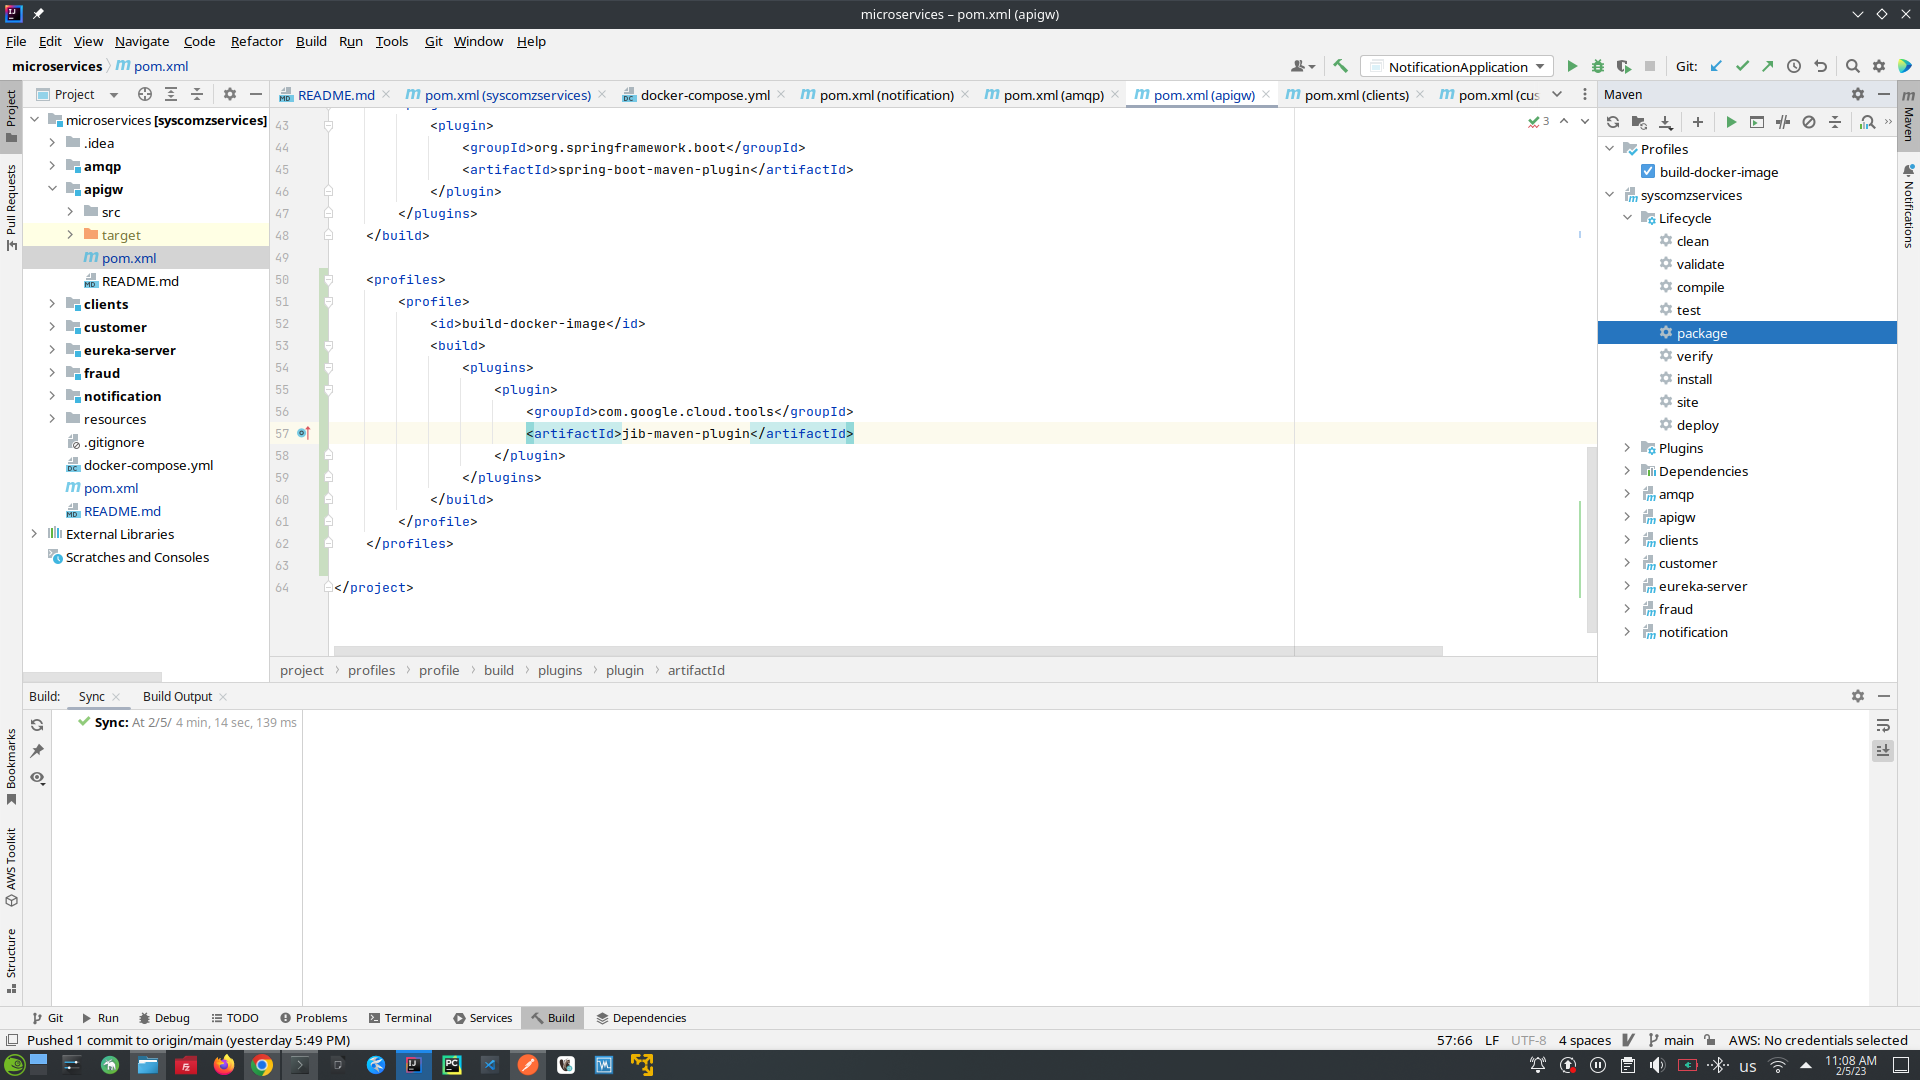 microservices – pom.xml (apigw)
File Edit View Navigate Code Refactor Build Run Tools Git Window Help
microservices pom.xml
NotificationApplication Git:
Project
README.md pom.xml (syscomzservices) docker-compose.yml pom.xml (notification) pom.xml (amqp) pom.xml (apigw) pom.xml (clients) pom.xml (cus
Maven
Project
Pull Requests
Bookmarks
AWS Toolkit
Structure
Maven
Notifications
microservices [syscomzservices]
.idea
amqp
apigw
src
target
pom.xml
README.md
clients
customer
eureka-server
fraud
notification
resources
.gitignore
docker-compose.yml
pom.xml
README.md
External Libraries
Scratches and Consoles
43 <plugin>
44 <groupId>org.springframework.boot</groupId>
45 <artifactId>spring-boot-maven-plugin</artifactId>
46 </plugin>
47 </plugins>
48 </build>
49
50 <profiles>
51 <profile>
52 <id>build-docker-image</id>
53 <build>
54 <plugins>
55 <plugin>
56 <groupId>com.google.cloud.tools</groupId>
57 <artifactId>jib-maven-plugin</artifactId>
58 </plugin>
59 </plugins>
60 </build>
61 </profile>
62 </profiles>
63
64 </project>
3
project profiles profile build plugins plugin artifactId
Profiles
build-docker-image
syscomzservices
Lifecycle
clean
validate
compile
test
package
verify
install
site
deploy
Plugins
Dependencies
amqp
apigw
clients
customer
eureka-server
fraud
notification
Build: Sync Build Output
Sync: At 2/5/ 4 min, 14 sec, 139 ms
Git Run Debug TODO Problems Terminal Services Build Dependencies
Pushed 1 commit to origin/main (yesterday 5:49 PM)
57:66 LF UTF-8 4 spaces main AWS: No credentials selected
us
11:08 AM
2/5/23